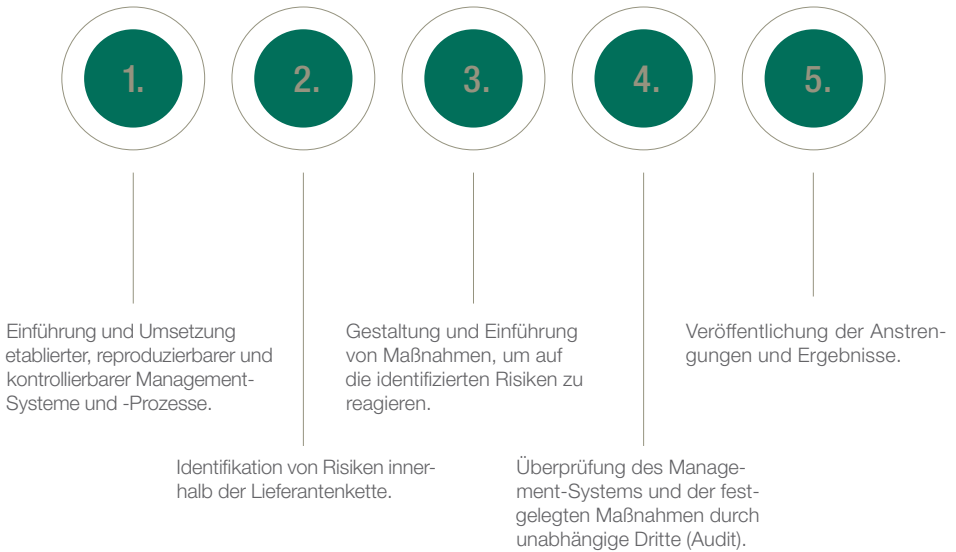 1.
2.
3.
4.
5.
Einführung und Umsetzung
etablierter, reproduzierbarer und
kontrollierbarer Management-
Systeme und -Prozesse.
Identifikation von Risiken inner-
halb der Lieferantenkette.
Gestaltung und Einführung
von Maßnahmen, um auf
die identifizierten Risiken zu
reagieren.
Überprüfung des Manage-
ment-Systems und der fest-
gelegten Maßnahmen durch
unabhängige Dritte (Audit).
Veröffentlichung der Anstren-
gungen und Ergebnisse.